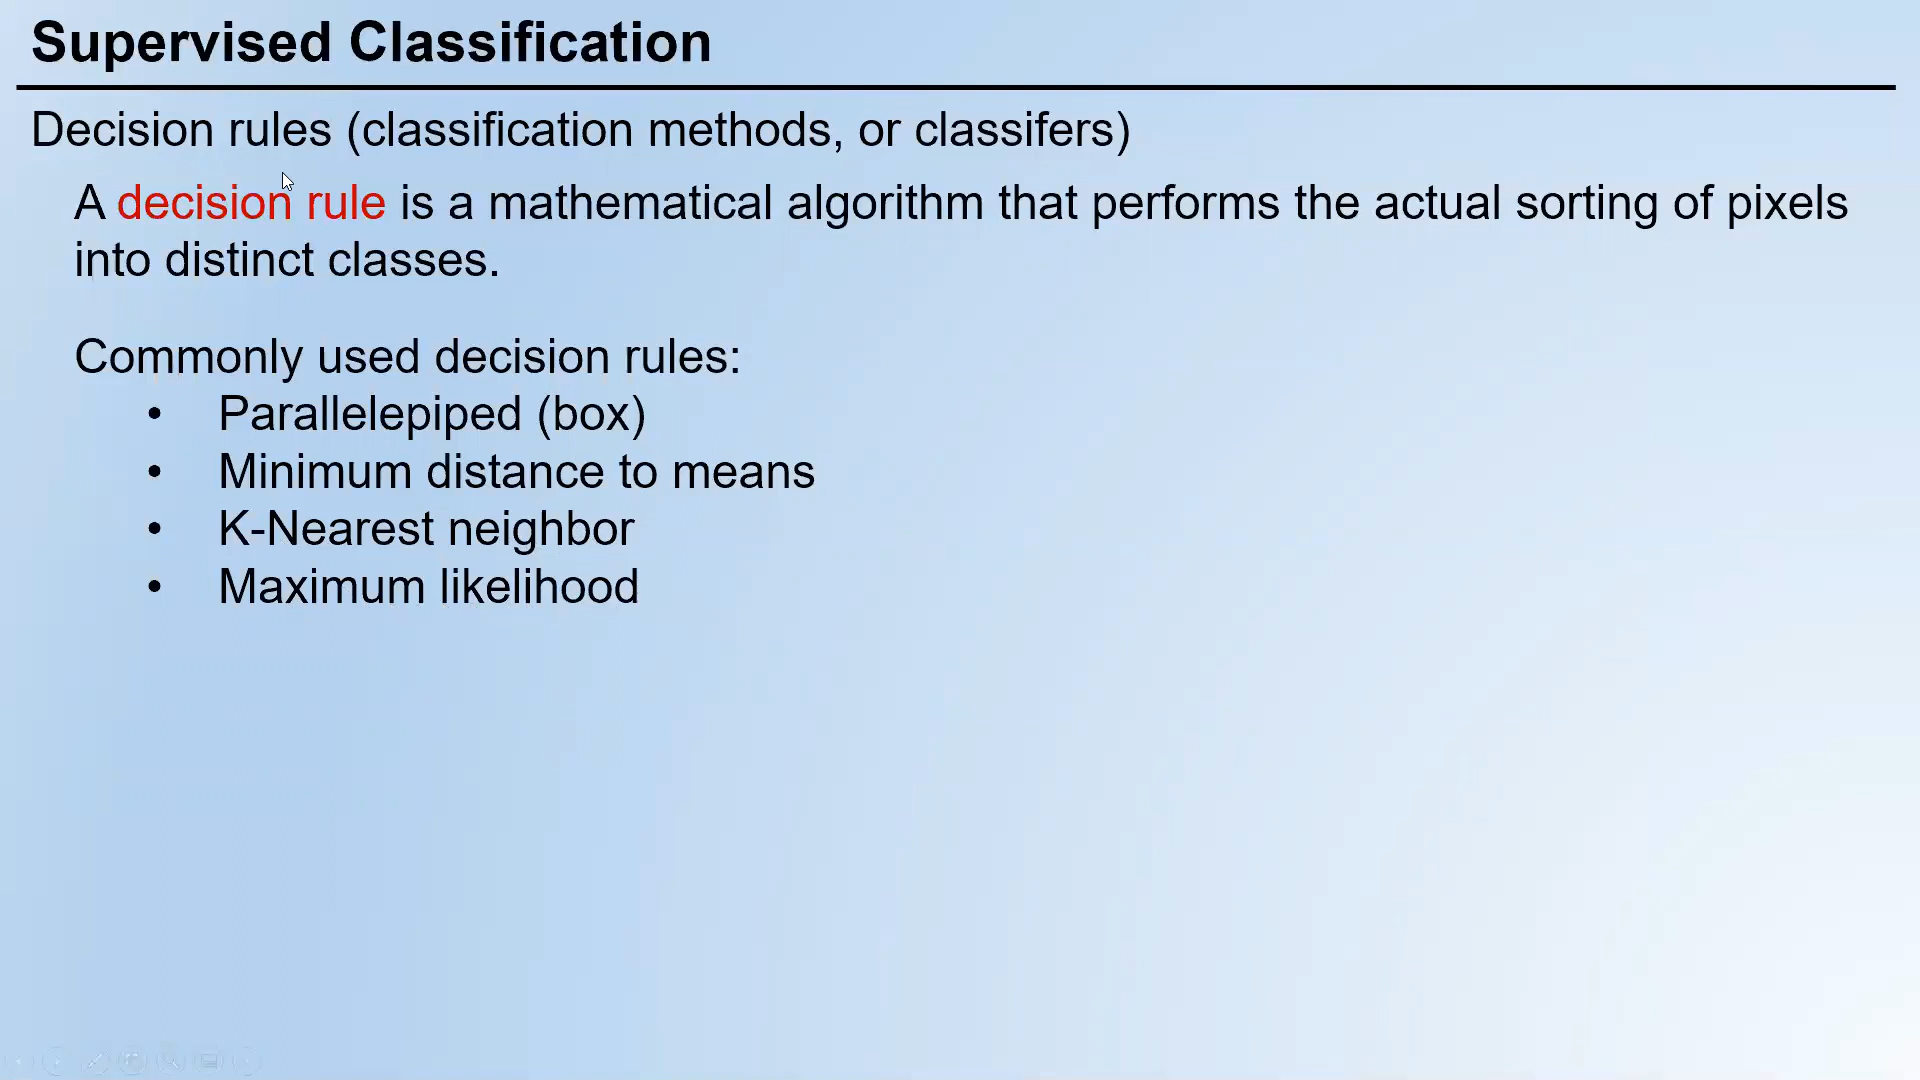 Supervised Classification
Decision rules (classification methods, or classifers)
A decision rule is a mathematical algorithm that performs the actual sorting of pixels
into distinct classes.
Commonly used decision rules:
• Parallelepiped (box)
• Minimum distance to means
• K-Nearest neighbor
• Maximum likelihood